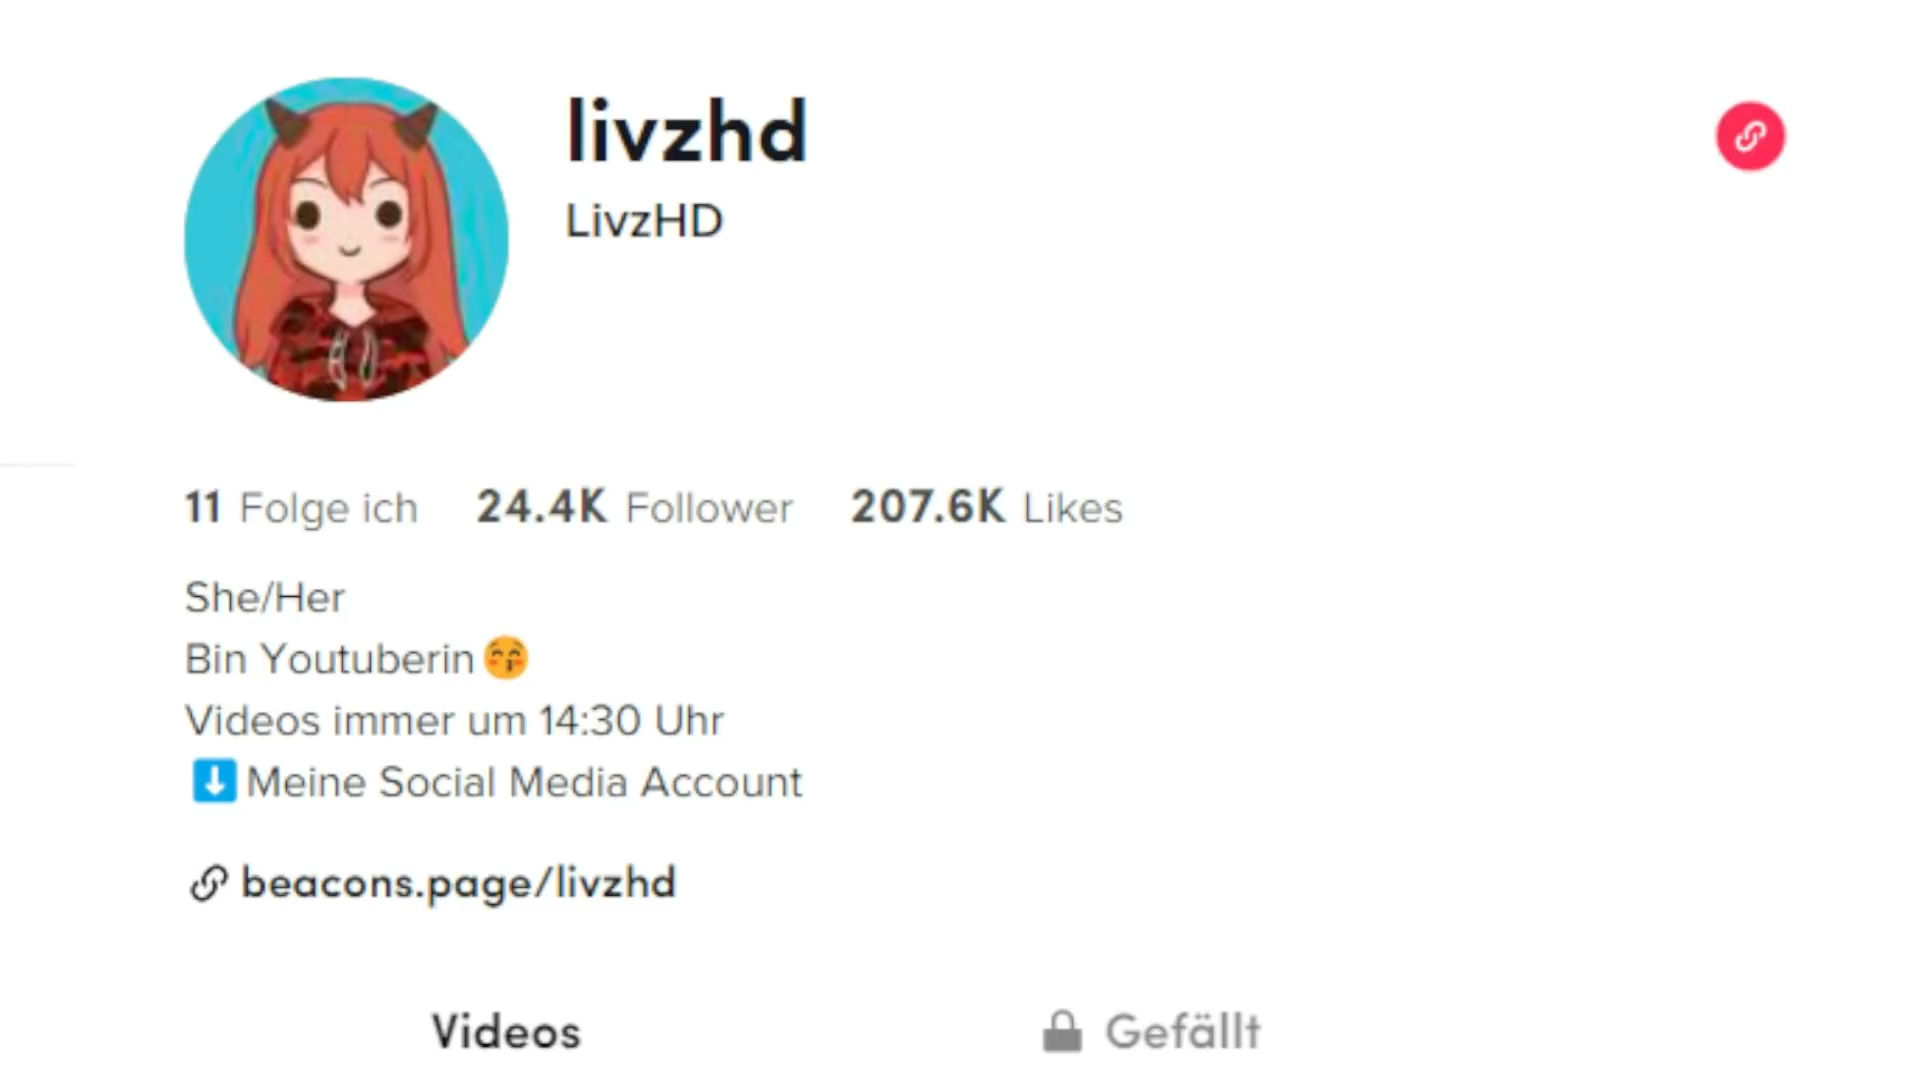 livzhd
LivzHD
11 Folge ich 24.4K Follower 207.6K Likes
She/Her
Bin Youtuberin😚
Videos immer um 14:30 Uhr
⬇️Meine Social Media Account
beacons.page/livzhd
Videos Gefällt